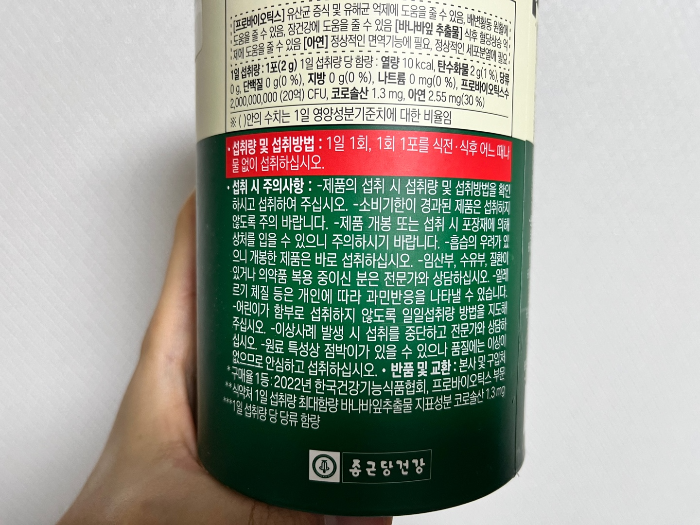 · [프로바이오틱스] 유산균 증식 및 유해균 억제에 도움을 줄 수 있음, 배변활동 원활에
도움을 줄 수 있음, 장건강에 도움을 줄 수 있음 [바나바잎 추출물] 식후 혈당상승 억
제에 도움을 줄 수 있음 [아연] 정상적인 면역기능에 필요, 정상적인 세포분열에 필요
1일 섭취량 : 1포(2 g) 1일 섭취량 당 함량 : 열량 10 kcal, 탄수화물 2 g(1 %), 당류
0 g, 단백질 0 g(0 %), 지방 0 g(0 %), 나트륨 0 mg(0 %), 프로바이오틱스수
2,000,000,000 (20억) CFU, 코로솔산 1.3 mg, 아연 2.55 mg(30 %)
※ ( )안의 수치는 1일 영양성분기준치에 대한 비율임
· 섭취량 및 섭취방법 : 1일 1회, 1회 1포를 식전·식후 어느 때나
물 없이 섭취하십시오.
· 섭취 시 주의사항 : -제품의 섭취 시 섭취량 및 섭취방법을 확인
하시고 섭취하여 주십시오. -소비기한이 경과된 제품은 섭취하지
않도록 주의 바랍니다. -제품 개봉 또는 섭취 시 포장재에 의해
상처를 입을 수 있으니 주의하시기 바랍니다. -흡습의 우려가 있
으니 개봉한 제품은 바로 섭취하십시오. -임산부, 수유부, 질환이
있거나 의약품 복용 중이신 분은 전문가와 상담하십시오. -알레
르기 체질 등은 개인에 따라 과민반응을 나타낼 수 있습니다.
-어린이가 함부로 섭취하지 않도록 일일섭취량 방법을 지도해
주십시오. -이상사례 발생 시 섭취를 중단하고 전문가와 상담하
십시오. -원료 특성상 점박이가 있을 수 있으나 품질에는 이상이
없으므로 안심하고 섭취하십시오. • 반품 및 교환 : 본사 및 구입처
* 구매율 1등 : 2022년 한국건강기능식품협회, 프로바이오틱스 부문
** 식약처 1일 섭취량 최대함량 바나바잎추출물 지표성분 코로솔산 1.3 mg
***1일 섭취량 당 당류 함량
종근당건강